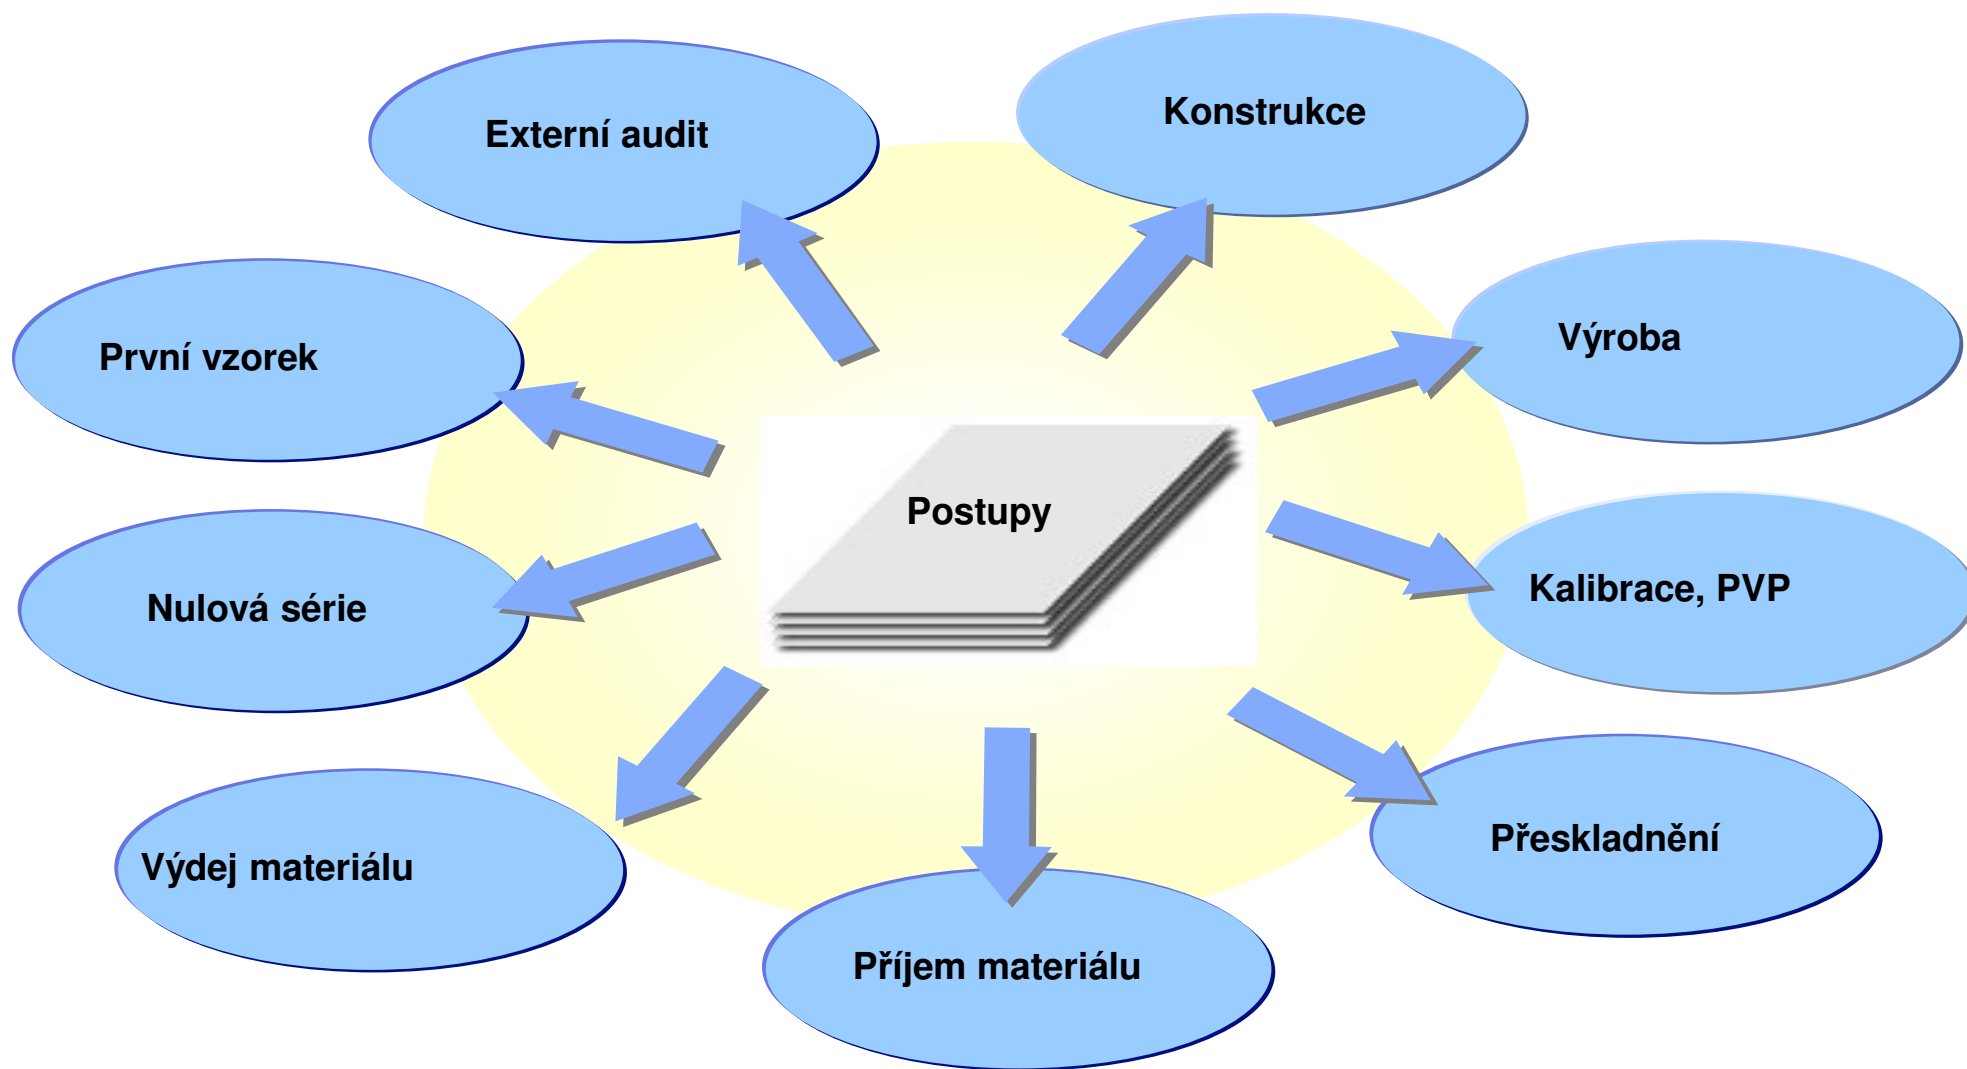 Konstrukce
Externí audit
Výroba
První vzorek
Postupy
Kalibrace, PVP
Nulová série
Přeskladnění
Výdej materiálu
Příjem materiálu